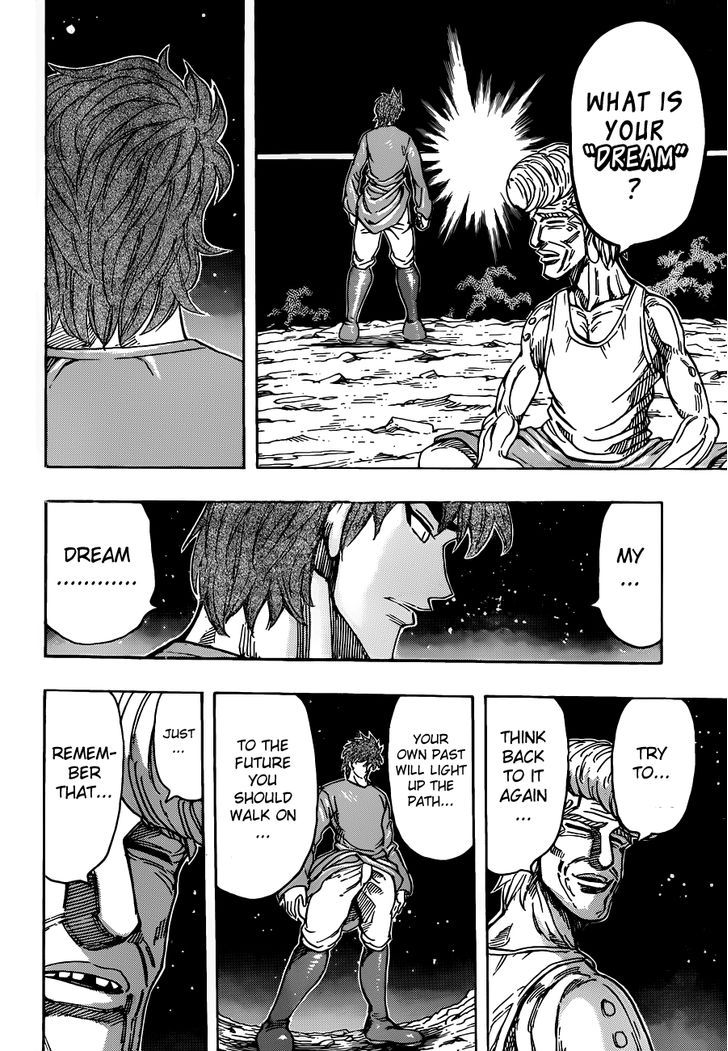 WHAT IS
YOUR
"DREAM"
?
MY
...
DREAM
............
TRY
TO...
THINK
BACK
TO IT
AGAIN
...
YOUR
OWN PAST
WILL LIGHT
UP THE
PATH...
TO THE
FUTURE
YOU
SHOULD
WALK ON
...
JUST
...
REMEM-
BER
THAT...